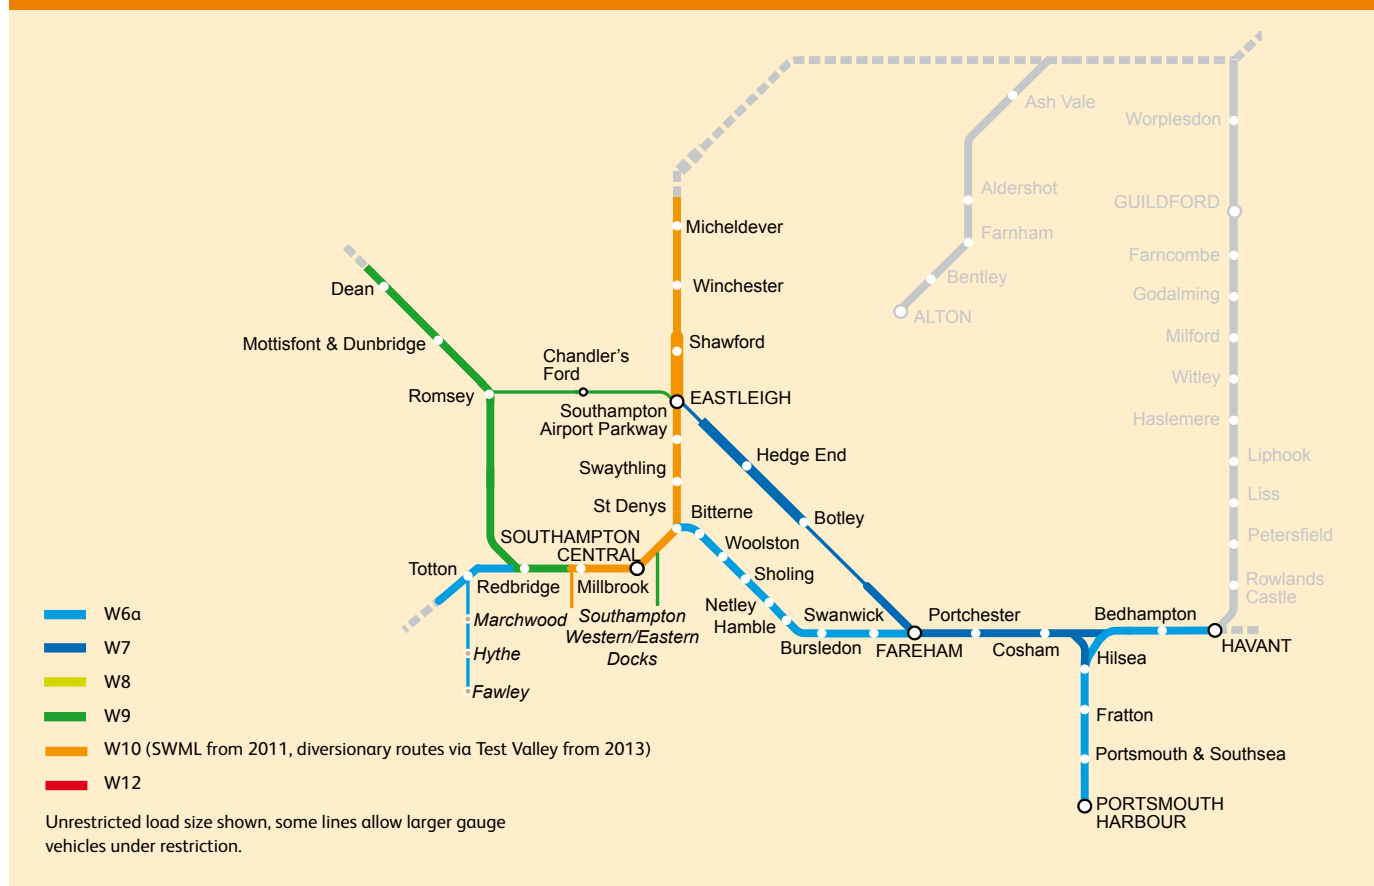 Ash Vale
Worplesdon
Aldershot
GUILDFORD
Micheldever
Farnham
Farncombe
Bentley
Winchester
Dean
Godalming
ALTON
Shawford
Milford
Mottisfont & Dunbridge
Chandler's
Ford
Witley
Romsey
EASTLEIGH
Southampton
Airport Parkway
Haslemere
Hedge End
Liphook
Swaythling
Liss
St Denys
Bitterne
Botley
Petersfield
SOUTHAMPTON
CENTRAL
Woolston
Totton
Redbridge
Millbrook
Sholing
Rowlands
Castle
W6a
Marchwood
Southampton
Western/Eastern
Docks
Netley
Hamble
Swanwick
Portchester
Bedhampton
W7
Hythe
Bursledon
FAREHAM
Cosham
Hilsea
HAVANT
W8
Fawley
W9
Fratton
W10 (SWML from 2011, diversionary routes via Test Valley from 2013)
Portsmouth & Southsea
W12
PORTSMOUTH
HARBOUR
Unrestricted load size shown, some lines allow larger gauge
vehicles under restriction.